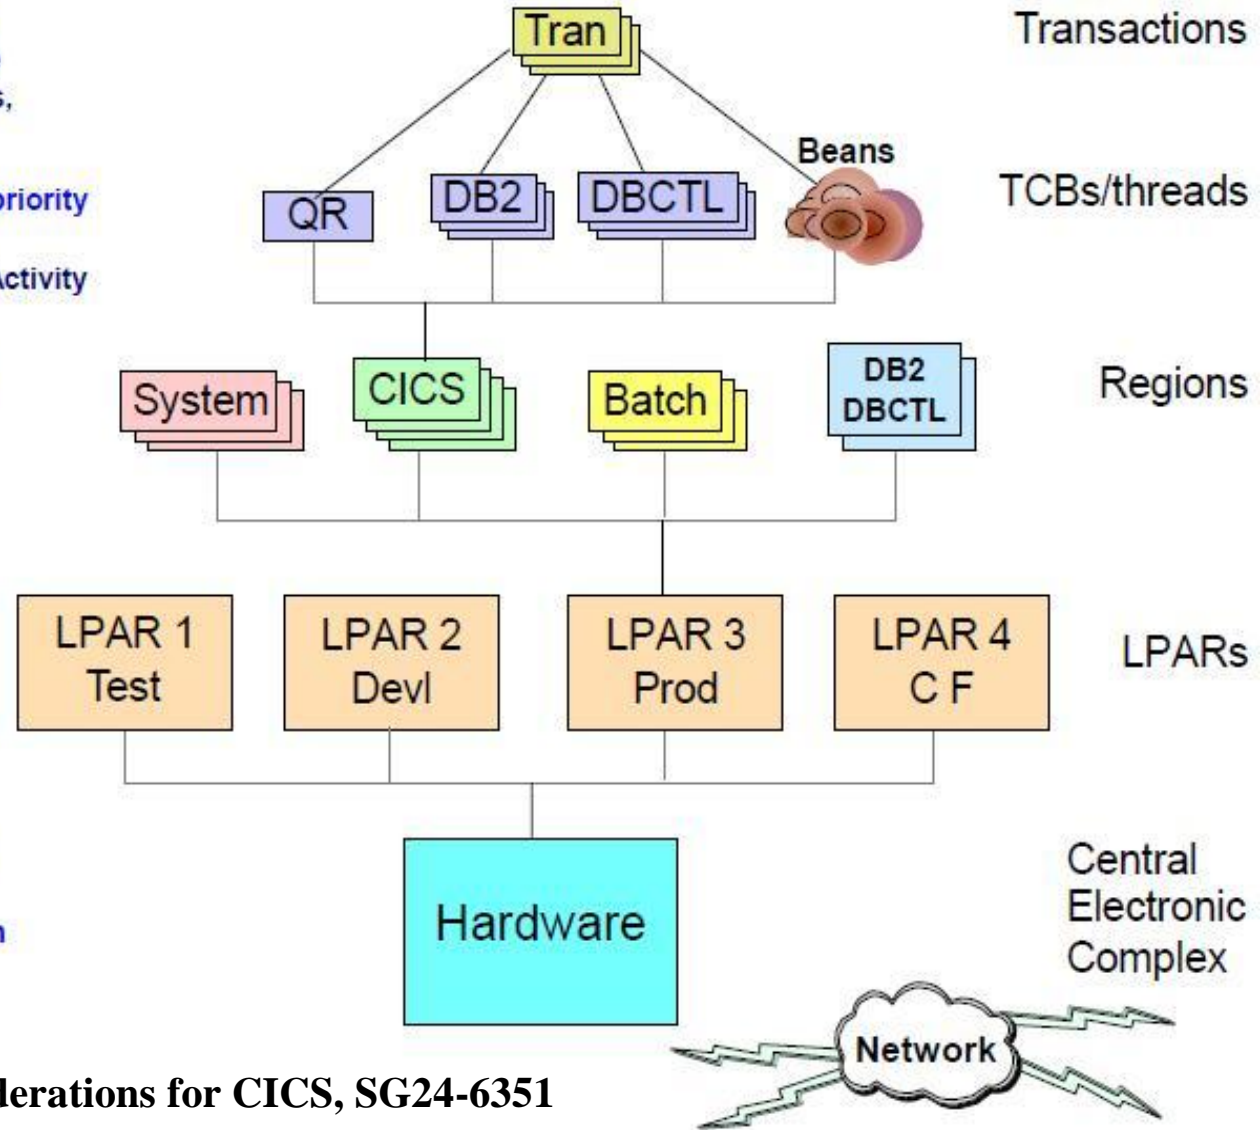 Tran
Transactions
s,
Beans
priority
QR
DB2
DBCTL
TCBs/threads
Activity
System
CICS
Batch
DB2
DBCTL
Regions
LPAR 1
Test
LPAR 2
Devl
LPAR 3
Prod
LPAR 4
C F
LPARs
Hardware
Central
Electronic
Complex
n
Network
derations for CICS, SG24-6351